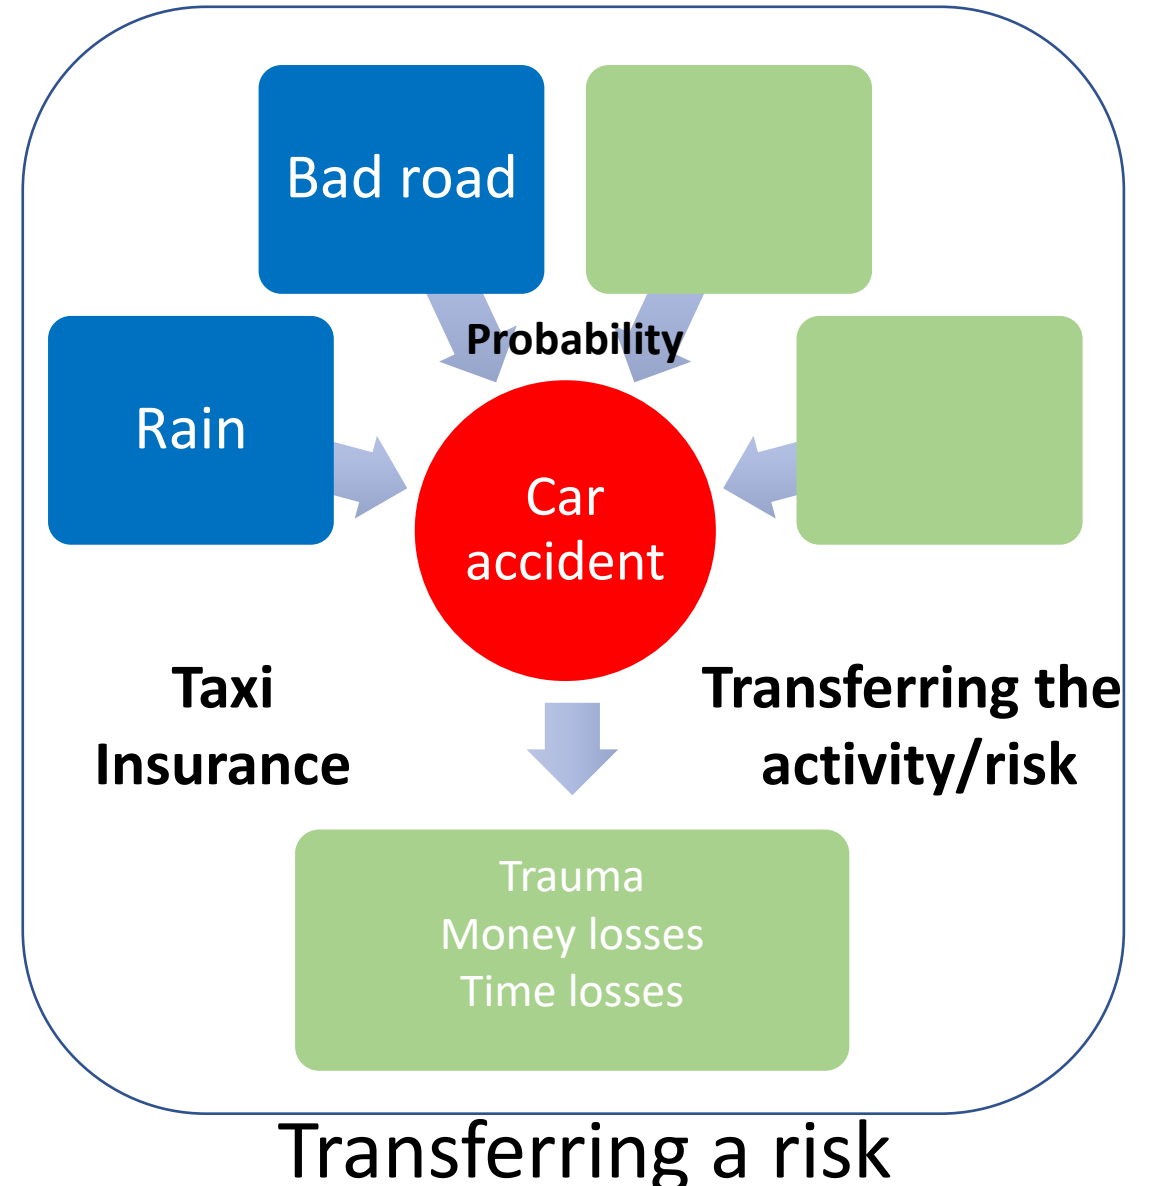 Bad road
Probability
Rain
Car
accident
Taxi
Insurance
Transferring the
activity/risk
Trauma
Money losses
Time losses
Transferring a risk